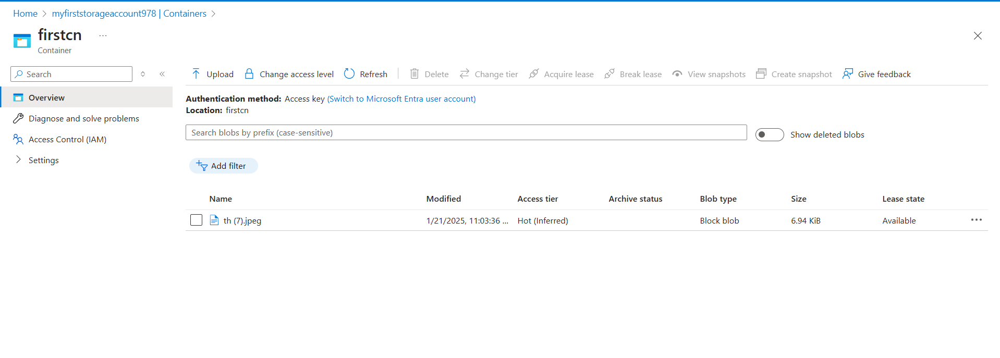 Home > myfirststorageaccount978 | Containers >
firstcn ...
Container
Search
Upload Change access level Refresh Delete Change tier Acquire lease Break lease View snapshots Create snapshot Give feedback
Overview
Diagnose and solve problems
Access Control (IAM)
Settings
Authentication method: Access key (Switch to Microsoft Entra user account)
Location: firstcn
Search blobs by prefix (case-sensitive)
Show deleted blobs
Add filter
Name Modified Access tier Archive status Blob type Size Lease state
th (7).jpeg 1/21/2025, 11:03:36 ... Hot (Inferred) Block blob 6.94 KiB Available